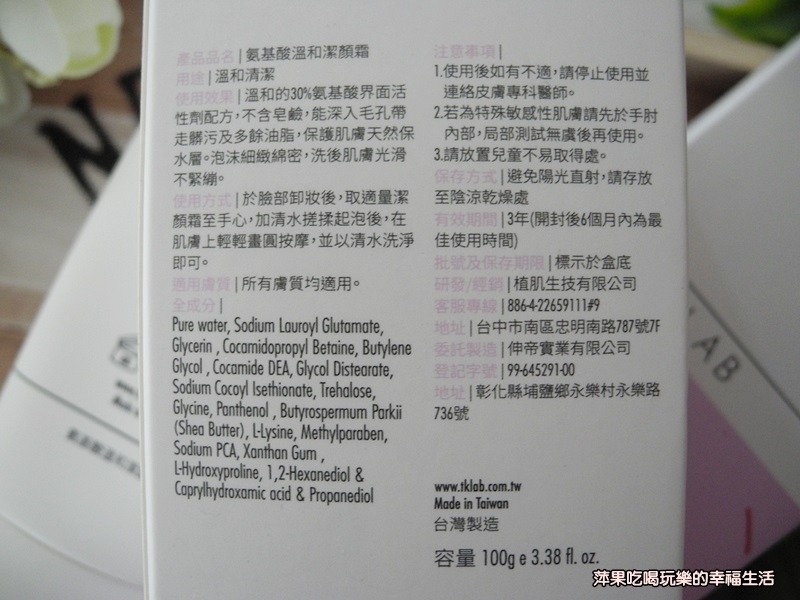 產品品名 | 氨基酸溫和潔顏霜
用途 | 溫和清潔
使用效果 | 溫和的30%氨基酸界面活
性劑配方，不含皂鹼，能深入毛孔帶
走髒污及多餘油脂，保護肌膚天然保
水層。泡沫細緻綿密，洗後肌膚光滑
不緊繃。
使用方式 | 於臉部卸妝後，取適量潔
顏霜至手心，加清水搓揉起泡後，在
肌膚上輕輕畫圓按摩，並以清水洗淨
即可。
適用膚質 | 所有膚質均適用。
全成分 |
Pure water, Sodium Lauroyl Glutamate,
Glycerin , Cocamidopropyl Betaine, Butylene
Glycol , Cocamide DEA, Glycol Distearate,
Sodium Cocoyl Isethionate, Trehalose,
Glycine, Panthenol , Butyrospermum Parkii
(Shea Butter), L-Lysine, Methylparaben,
Sodium PCA, Xanthan Gum ,
L-Hydroxyproline, 1,2-Hexanediol &
Caprylhydroxamic acid & Propanediol
注意事項 |
1.使用後如有不適，請停止使用並
連絡皮膚專科醫師。
2.若為特殊敏感性肌膚請先於手肘
內部，局部測試無虞後再使用。
3.請放置兒童不易取得處。
保存方式 | 避免陽光直射，請存放
至陰涼乾燥處
有效期間 | 3年(開封後6個月內為最
佳使用時間)
批號及保存期限 | 標示於盒底
研發/經銷 | 植肌生技有限公司
客服專線 | 886-4-22659111#9
地址 | 台中市南區忠明南路787號7F
委託製造 | 伸帝實業有限公司
登記字號 | 99-645291-00
地址 | 彰化縣埔鹽鄉永樂村永樂路
736號
www.tklab.com.tw
Made in Taiwan
台灣製造
容量 100g e 3.38 fl. oz.
LAB
萍果吃喝玩樂的幸福生活